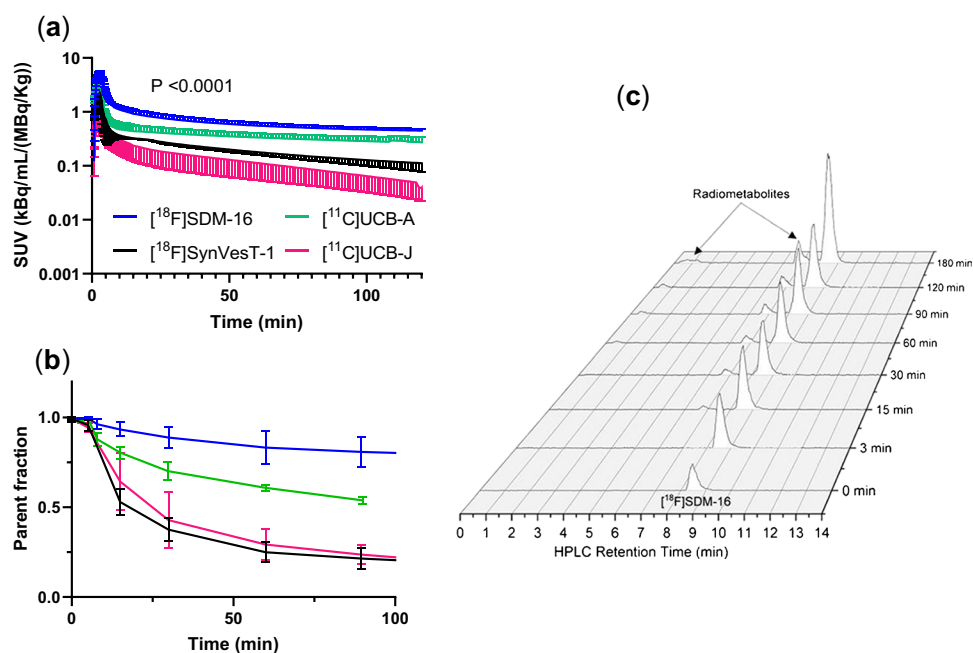 (a)
SUV (kBq/mL/(MBq/Kg))
10
1
0.1
0.01
0.001
P <0.0001
[¹⁸F]SDM-16 [¹¹C]UCB-A
[¹⁸F]SynVesT-1 [¹¹C]UCB-J
0 50 100
Time (min)
(b)
Parent fraction
1.0
0.5
0.0
0 50 100
Time (min)
(c)
Radiometabolites
180 min
120 min
90 min
60 min
30 min
15 min
3 min
0 min
[¹⁸F]SDM-16
0 1 2 3 4 5 6 7 8 9 10 11 12 13 14
HPLC Retention Time (min)